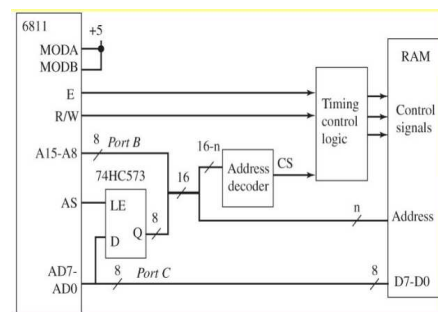 6811
+5
MODA
MODB
RAM
E
R/W
Timing
control
logic
Control
signals
A15-A8
8
Port B
16-n
16
Address
decoder
CS
74HC573
AS
LE
D
Q
8
n
Address
AD7-
AD0
8
Port C
8
D7-D0